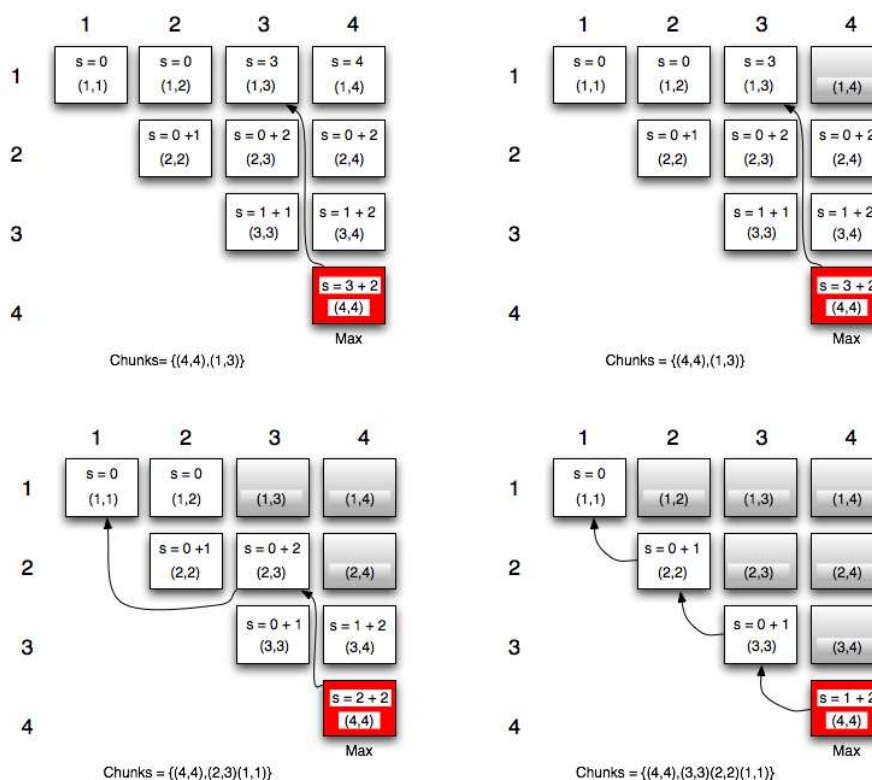 1 2 3 4
1 s = 0 s = 0 s = 3 s = 4
(1,1) (1,2) (1,3) (1,4)
2 s = 0 +1 s = 0 + 2 s = 0 + 2
(2,2) (2,3) (2,4)
3 s = 1 + 1 s = 1 + 2
(3,3) (3,4)
4 s = 3 + 2
(4,4)
Max
Chunks= {(4,4),(1,3)}
1 2 3 4
1 s = 0 s = 0 s = 3
(1,1) (1,2) (1,3) (1,4)
2 s = 0 +1 s = 0 + 2 s = 0 + 2
(2,2) (2,3) (2,4)
3 s = 1 + 1 s = 1 + 2
(3,3) (3,4)
4 s = 3 + 2
(4,4)
Max
Chunks = {(4,4),(1,3)}
1 2 3 4
1 s = 0 s = 0
(1,1) (1,2) (1,3) (1,4)
2 s = 0 +1 s = 0 + 2
(2,2) (2,3) (2,4)
3 s = 0 + 1 s = 1 + 2
(3,3) (3,4)
4 s = 2 + 2
(4,4)
Max
Chunks = {(4,4),(2,3)(1,1)}
1 2 3 4
1 s = 0
(1,1) (1,2) (1,3) (1,4)
2 s = 0 + 1
(2,2) (2,3) (2,4)
3 s = 0 + 1
(3,3) (3,4)
4 s = 1 + 2
(4,4)
Max
Chunks = {(4,4),(3,3)(2,2)(1,1)}